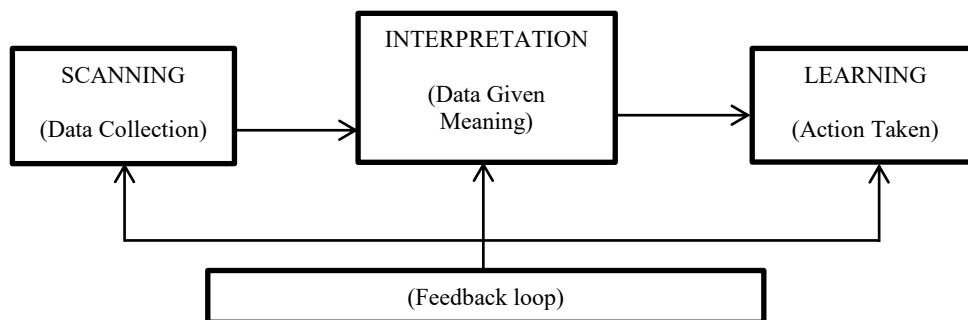 SCANNING
(Data Collection)
INTERPRETATION
(Data Given
Meaning)
LEARNING
(Action Taken)
(Feedback loop)